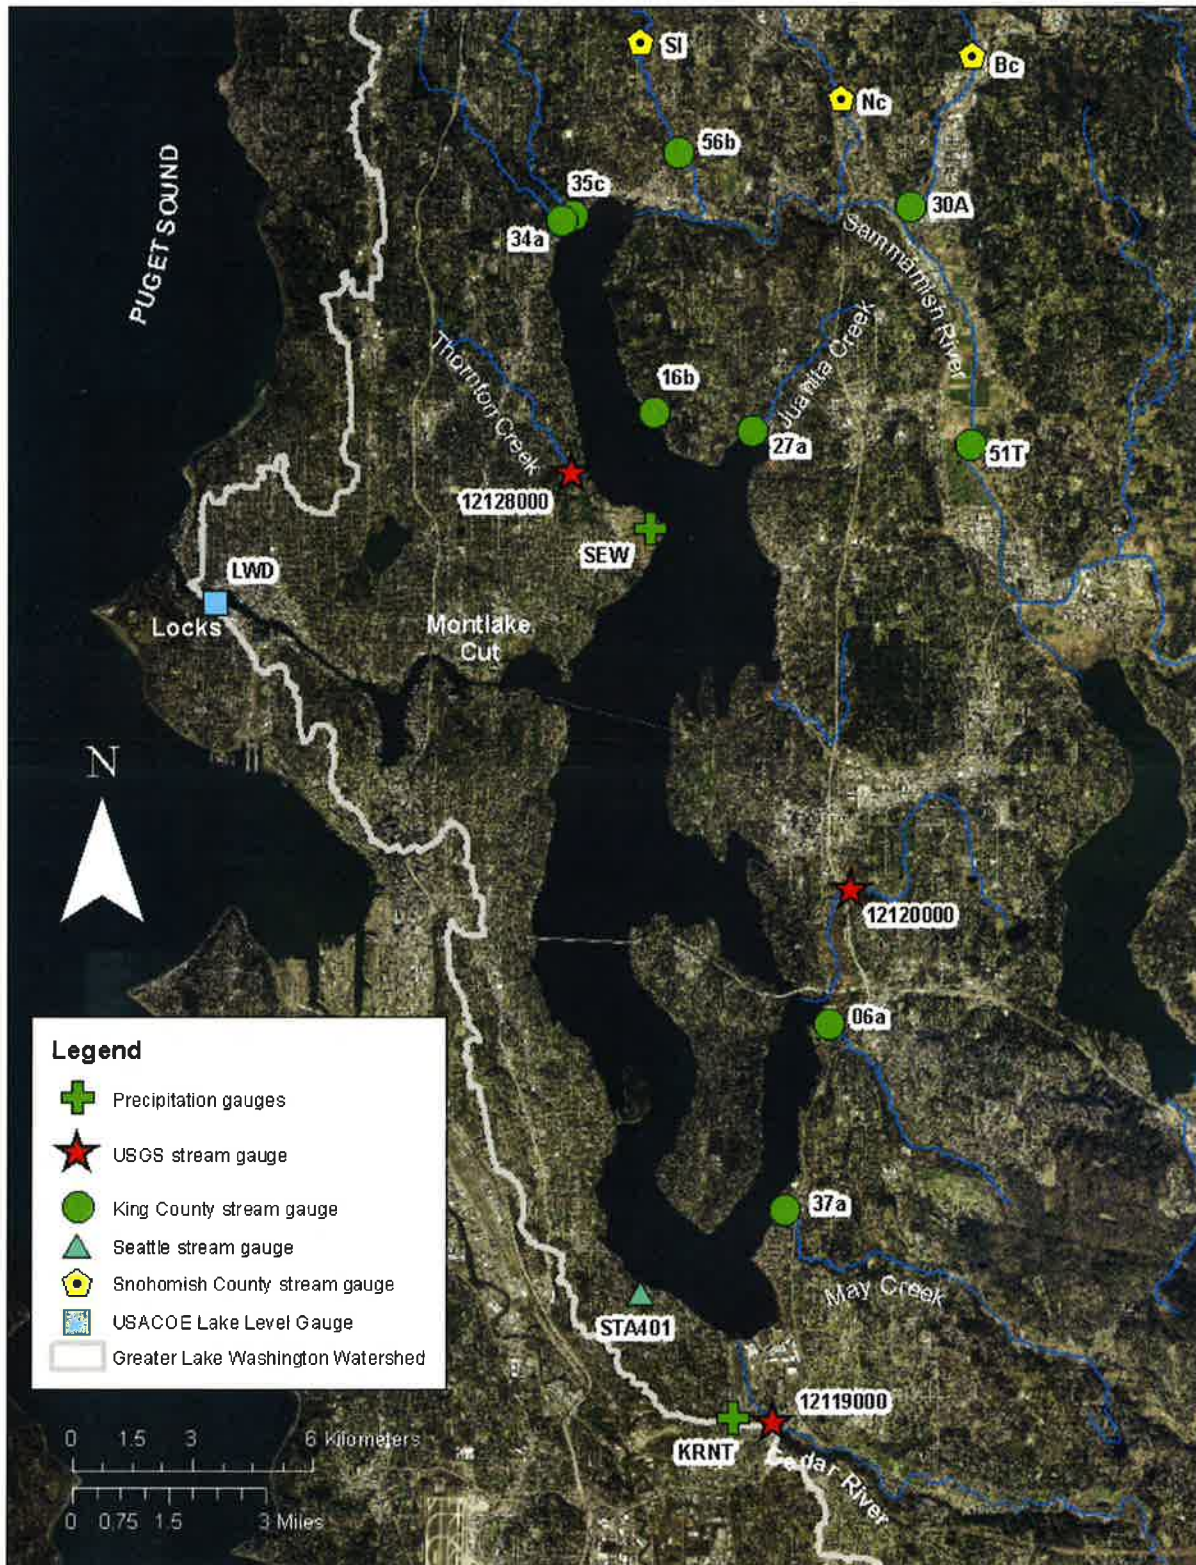 SI
Bc
Nc
56b
PUGET SOUND
35c
34a
30A
Sammamish River
Thornton Creek
16b
Juanita Creek
27a
51T
12128000
SEW
LWD
Locks
Montlake
Cut
N
12120000
06a
Legend
Precipitation gauges
USGS stream gauge
King County stream gauge
Seattle stream gauge
Snohomish County stream gauge
USACOE Lake Level Gauge
Greater Lake Washington Watershed
37a
May Creek
STA401
12119000
KRNT
Cedar River
0 1.5 3 6 Kilometers
0 0.75 1.5 3 Miles